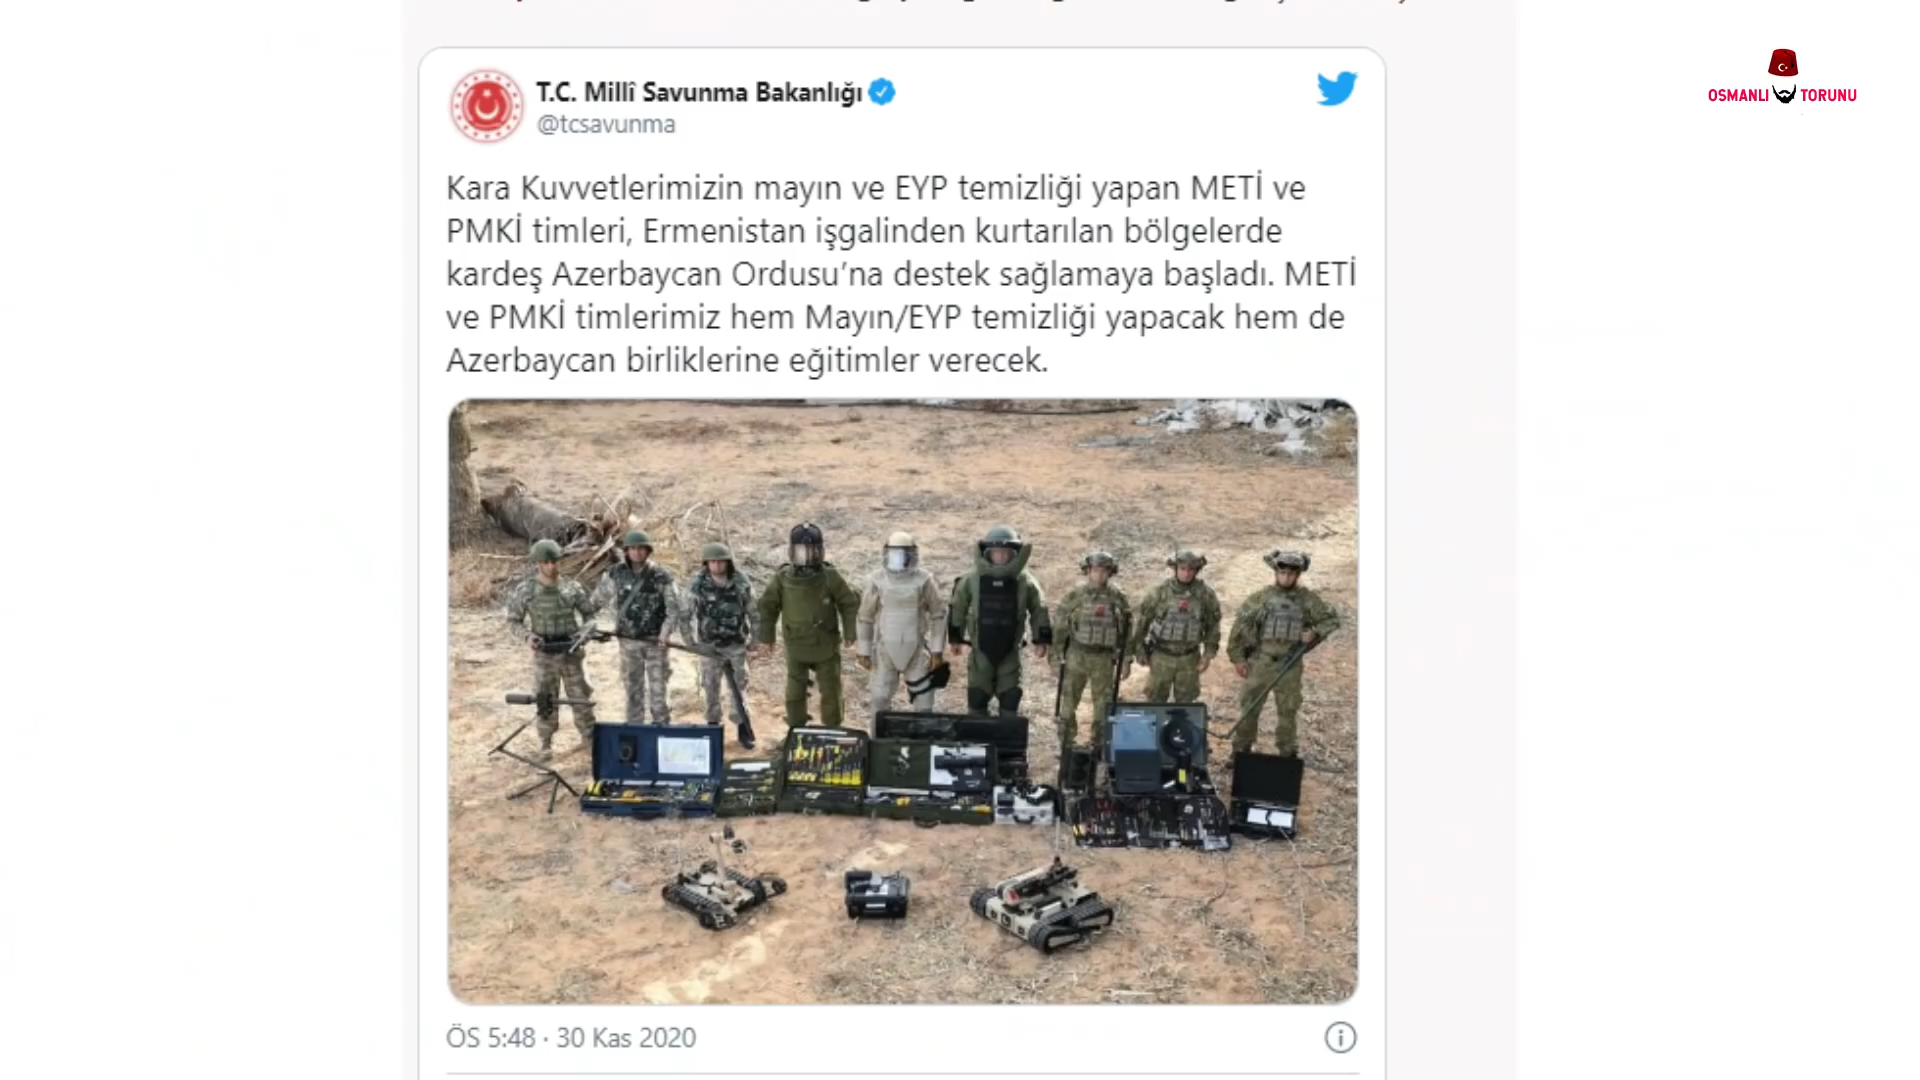 T.C. Millî Savunma Bakanlığı
@tcsavunma
OSMANLI TORUNU
Kara Kuvvetlerimizin mayın ve EYP temizliği yapan METİ ve
PMKİ timleri, Ermenistan işgalinden kurtarılan bölgelerde
kardeş Azerbaycan Ordusu’na destek sağlamaya başladı. METİ
ve PMKİ timlerimiz hem Mayın/EYP temizliği yapacak hem de
Azerbaycan birliklerine eğitimler verecek.
ÖS 5:48 · 30 Kas 2020